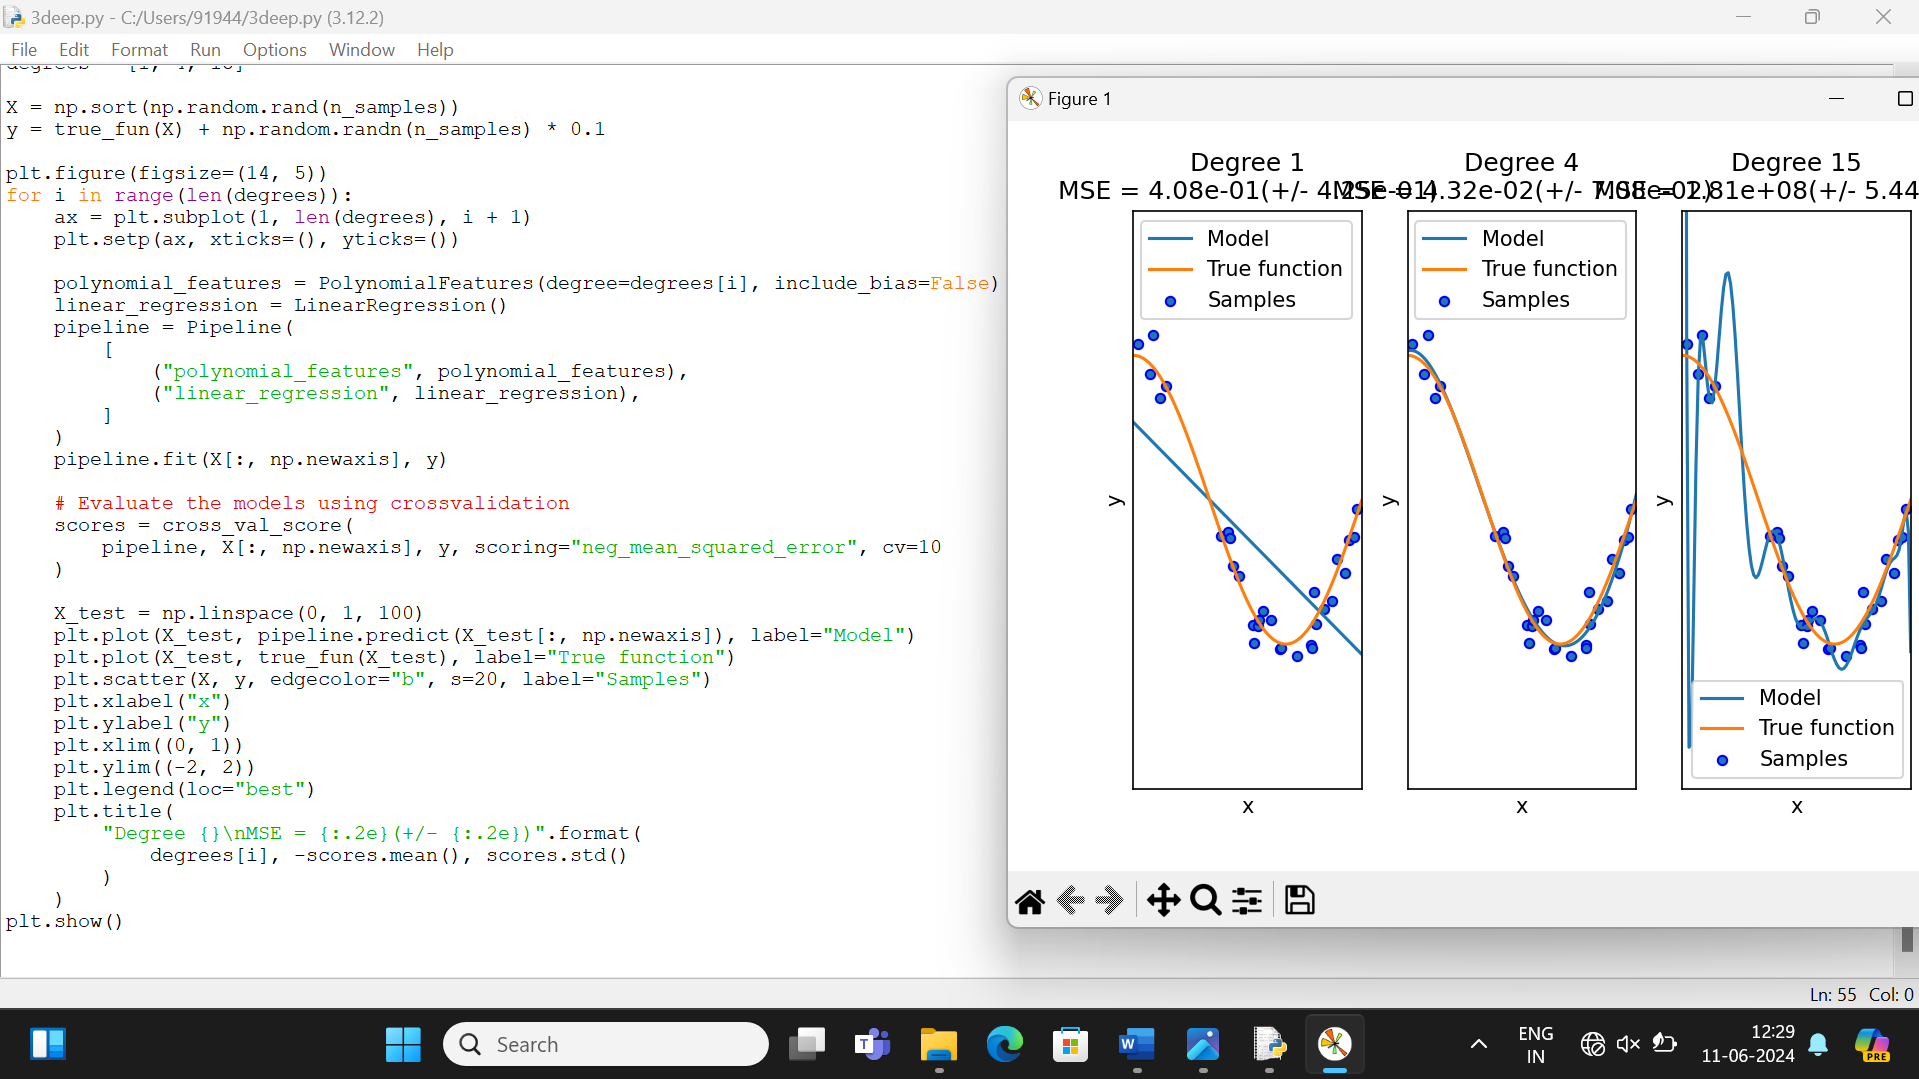 3deep.py - C:/Users/91944/3deep.py (3.12.2)
File Edit Format Run Options Window Help
X = np.sort(np.random.rand(n_samples))
y = true_fun(X) + np.random.randn(n_samples) * 0.1
plt.figure(figsize=(14, 5))
for i in range(len(degrees)):
    ax = plt.subplot(1, len(degrees), i + 1)
    plt.setp(ax, xticks=(), yticks=())
    polynomial_features = PolynomialFeatures(degree=degrees[i], include_bias=False)
    linear_regression = LinearRegression()
    pipeline = Pipeline(
        [
            ("polynomial_features", polynomial_features),
            ("linear_regression", linear_regression),
        ]
    )
    pipeline.fit(X[:, np.newaxis], y)
    # Evaluate the models using crossvalidation
    scores = cross_val_score(
        pipeline, X[:, np.newaxis], y, scoring="neg_mean_squared_error", cv=10
    )
    X_test = np.linspace(0, 1, 100)
    plt.plot(X_test, pipeline.predict(X_test[:, np.newaxis]), label="Model")
    plt.plot(X_test, true_fun(X_test), label="True function")
    plt.scatter(X, y, edgecolor="b", s=20, label="Samples")
    plt.xlabel("x")
    plt.ylabel("y")
    plt.xlim((0, 1))
    plt.ylim((-2, 2))
    plt.legend(loc="best")
    plt.title(
        "Degree {}\nMSE = {:.2e}(+/- {:.2e})".format(
            degrees[i], -scores.mean(), scores.std()
        )
    )
plt.show()
Figure 1
Degree 1
MSE = 4.08e-01(+/- 4.25e-01)
Model
True function
Samples
y
x
Degree 4
MSE = 4.32e-02(+/- 7.08e-02)
Model
True function
Samples
y
x
Degree 15
MSE = 1.81e+08(+/- 5.44
y
Model
True function
Samples
x
Ln: 55 Col: 0
Search
ENG
IN
12:29
11-06-2024
PRE